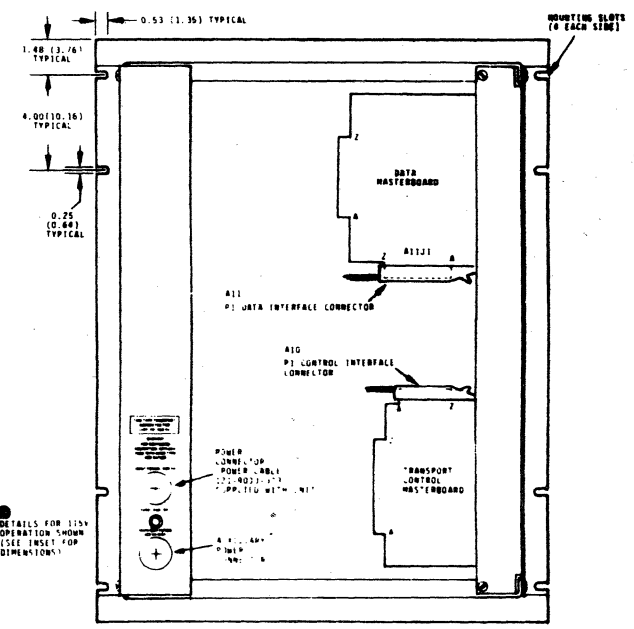 0.53 (1.35) TYPICAL
MOUNTING SLOTS
(4 EACH SIDE)
1.48 (3.76)
TYPICAL
4.00(10.16)
TYPICAL
0.25
(0.64)
TYPICAL
Z
DATA
MASTERBOARD
A
Z
A11J1
A
A11
P1 DATA INTERFACE CONNECTOR
A10
P1 CONTROL INTERFACE
CONNECTOR
A
Z
POWER
CONNECTOR
POWER CABLE
SUPPLIED WITH UNIT
TRANSPORT
CONTROL
MASTERBOARD
A
DETAILS FOR 115V
OPERATION SHOWN
(SEE INSET FOR
DIMENSIONS)
AUXILIARY
POWER